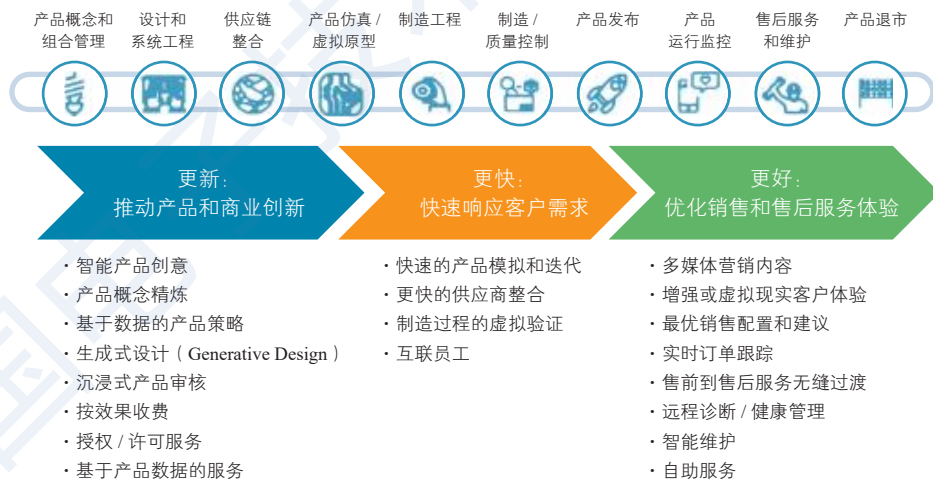 产品概念和
组合管理
设计和
系统工程
供应链
整合
产品仿真 /
虚拟原型
制造工程
制造 /
质量控制
产品发布
产品
运行监控
售后服务
和维护
产品退市
更新：
推动产品和商业创新
更快：
快速响应客户需求
更好：
优化销售和售后服务体验
· 智能产品创意
· 产品概念精炼
· 基于数据的产品策略
· 生成式设计（Generative Design）
· 沉浸式产品审核
· 按效果收费
· 授权 / 许可服务
· 基于产品数据的服务
· 快速的产品模拟和迭代
· 更快的供应商整合
· 制造过程的虚拟验证
· 互联员工
· 多媒体营销内容
· 增强或虚拟现实客户体验
· 最优销售配置和建议
· 实时订单跟踪
· 售前到售后服务无缝过渡
· 远程诊断 / 健康管理
· 智能维护
· 自助服务